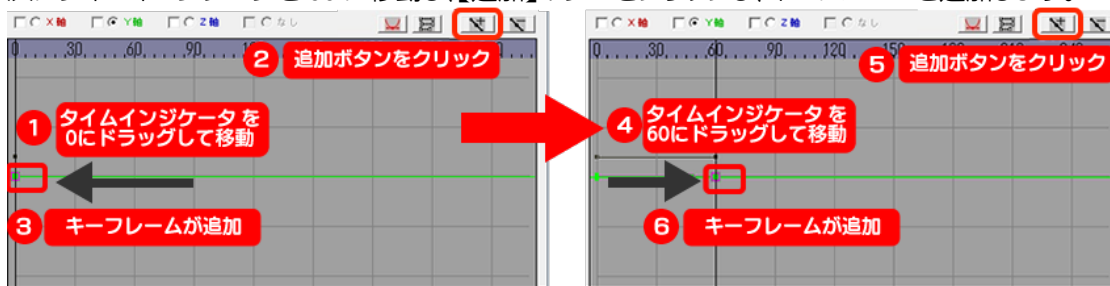 X軸 Y軸 Z軸 なし
0 30 60 90
② 追加ボタンをクリック
① タイムインジケータ を
0にドラッグして移動
③ キーフレームが追加
X軸 Y軸 Z軸 なし
0 30 60 90 120 150
⑤ 追加ボタンをクリック
④ タイムインジケータ を
60にドラッグして移動
⑥ キーフレームが追加